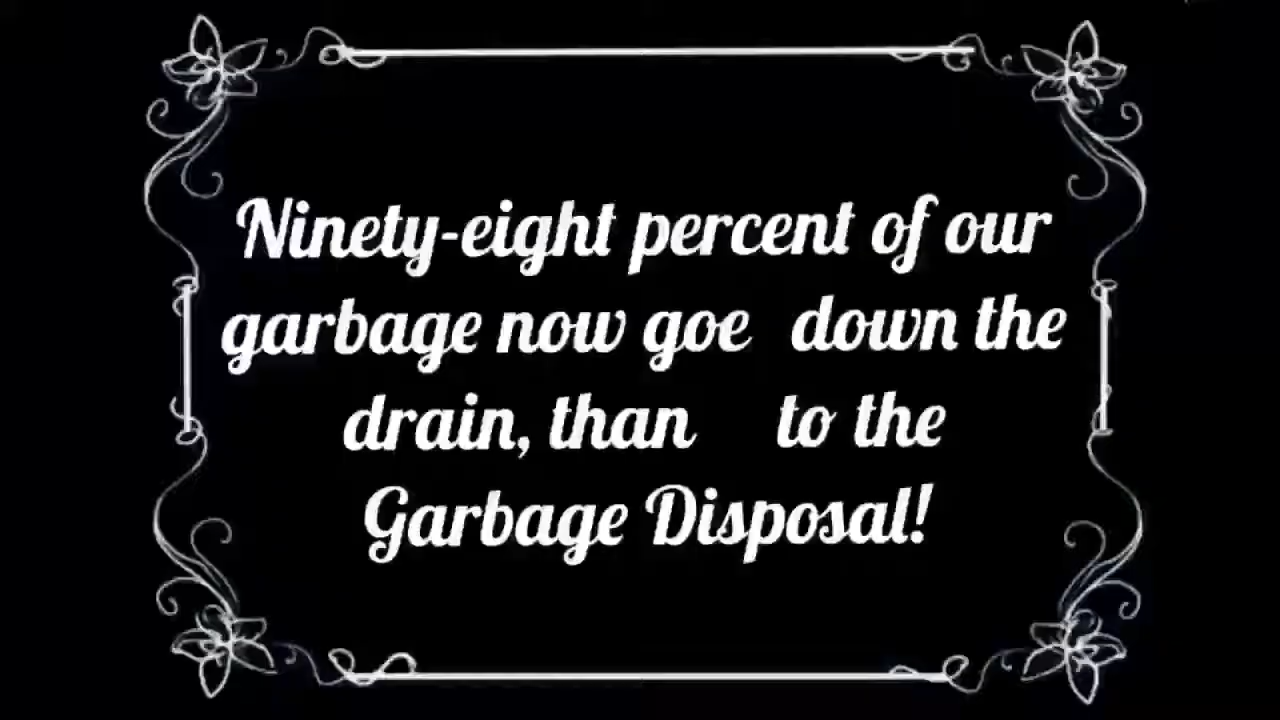 Ninety-eight percent of our
garbage now goe down the
drain, than to the
Garbage Disposal!